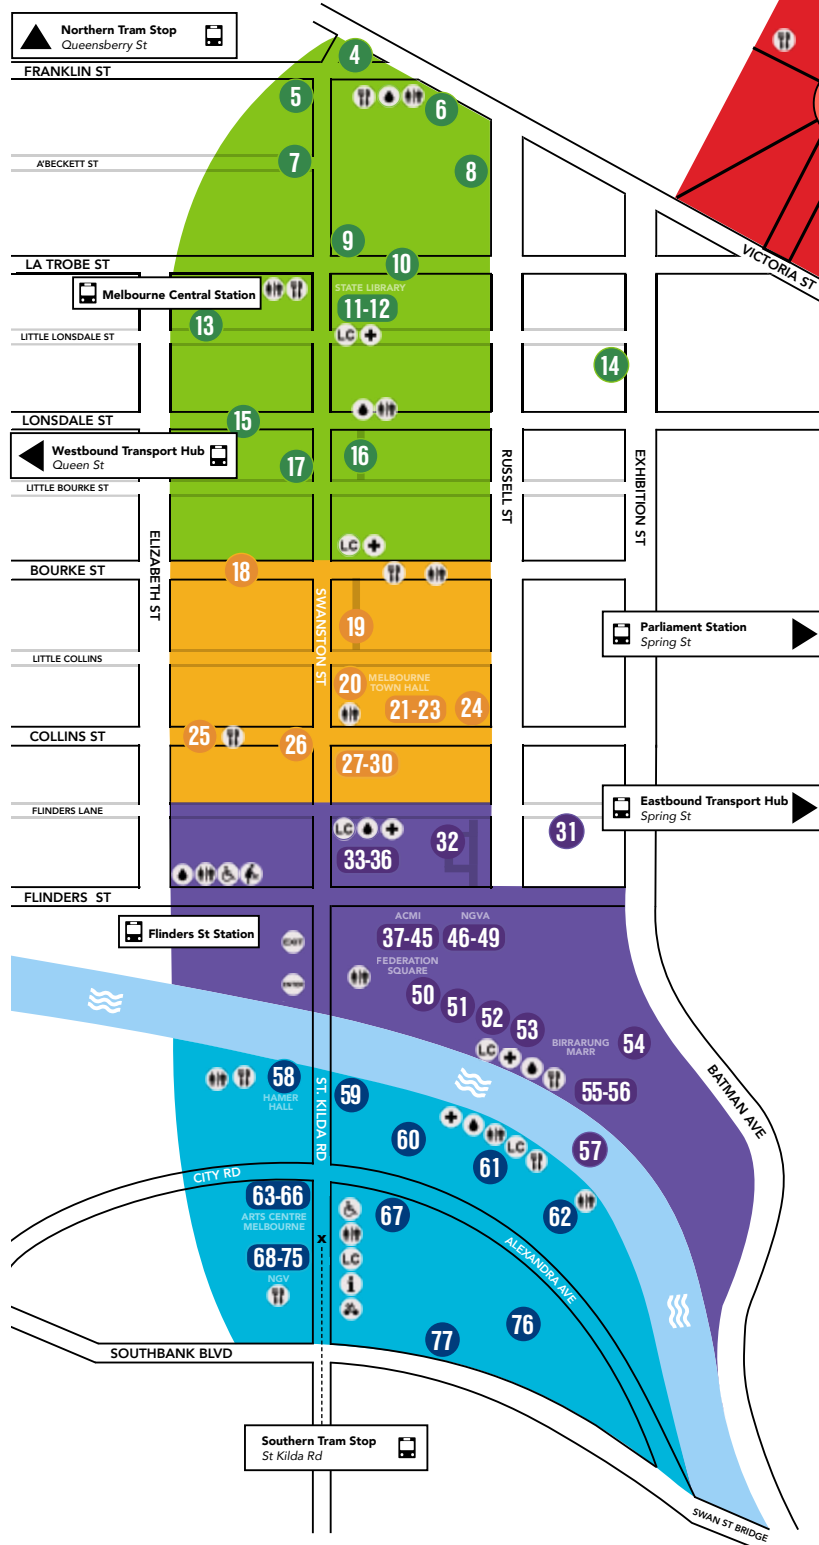 Northern Tram Stop
Queensberry St
4
FRANKLIN ST
5
6
A'BECKETT ST
7
8
9
VICTORIA ST
10
LA TROBE ST
STATE LIBRARY
Melbourne Central Station
11-12
13
LC
LITTLE LONSDALE ST
14
15
LONSDALE ST
Westbound Transport Hub
Queen St
16
17
RUSSELL ST
EXHIBITION ST
LITTLE BOURKE ST
LC
ELIZABETH ST
BOURKE ST
18
SWANSTON ST
19
Parliament Station
Spring St
LITTLE COLLINS
20
MELBOURNE
TOWN HALL
21-23
24
COLLINS ST
25
26
27-30
Eastbound Transport Hub
Spring St
FLINDERS LANE
LC
31
32
33-36
FLINDERS ST
ACMI
NGVA
Flinders St Station
37-45
46-49
EXIT
FEDERATION
SQUARE
ENTER
50
51
52
53
54
BIRRARUNG
MARR
LC
55-56
58
HAMER
HALL
59
ST. KILDA RD
BATMAN AVE
60
LC
57
61
CITY RD
63-66
ARTS CENTRE
MELBOURNE
67
62
x
68-75
LC
NGV
i
ALEXANDRA AVE
76
77
SOUTHBANK BLVD
Southern Tram Stop
St Kilda Rd
SWAN ST BRIDGE